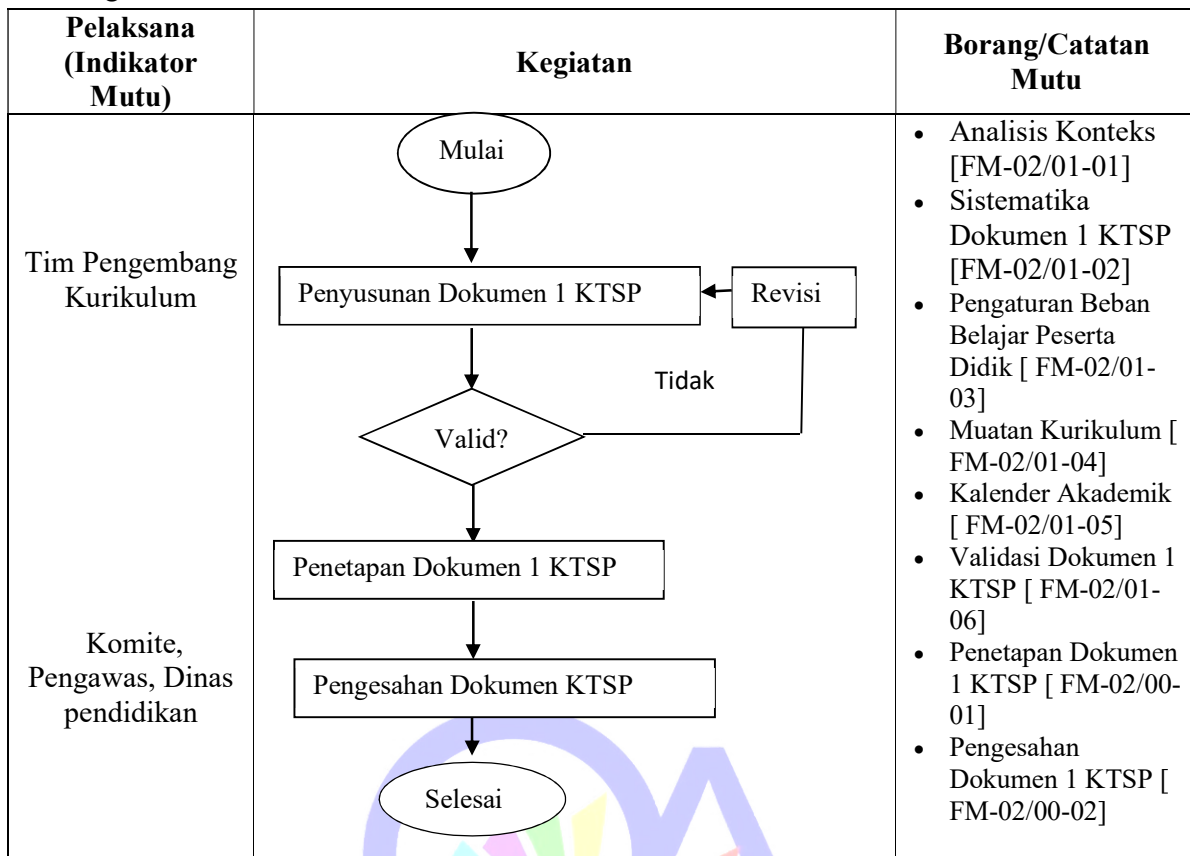 Pelaksana
(Indikator
Mutu)
Kegiatan
Borang/Catatan
Mutu
Tim Pengembang
Kurikulum
Komite,
Pengawas, Dinas
pendidikan
Mulai
Penyusunan Dokumen 1 KTSP
Revisi
Tidak
Valid?
Penetapan Dokumen 1 KTSP
Pengesahan Dokumen KTSP
Selesai
• Analisis Konteks
[FM-02/01-01]
• Sistematika
Dokumen 1 KTSP
[FM-02/01-02]
• Pengaturan Beban
Belajar Peserta
Didik [ FM-02/01-
03]
• Muatan Kurikulum [
FM-02/01-04]
• Kalender Akademik
[ FM-02/01-05]
• Validasi Dokumen 1
KTSP [ FM-02/01-
06]
• Penetapan Dokumen
1 KTSP [ FM-02/00-
01]
• Pengesahan
Dokumen 1 KTSP [
FM-02/00-02]